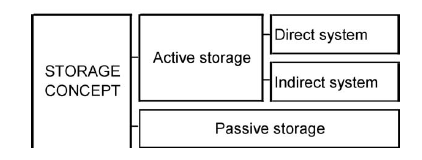 STORAGE
CONCEPT
Active storage
Direct system
Indirect system
Passive storage